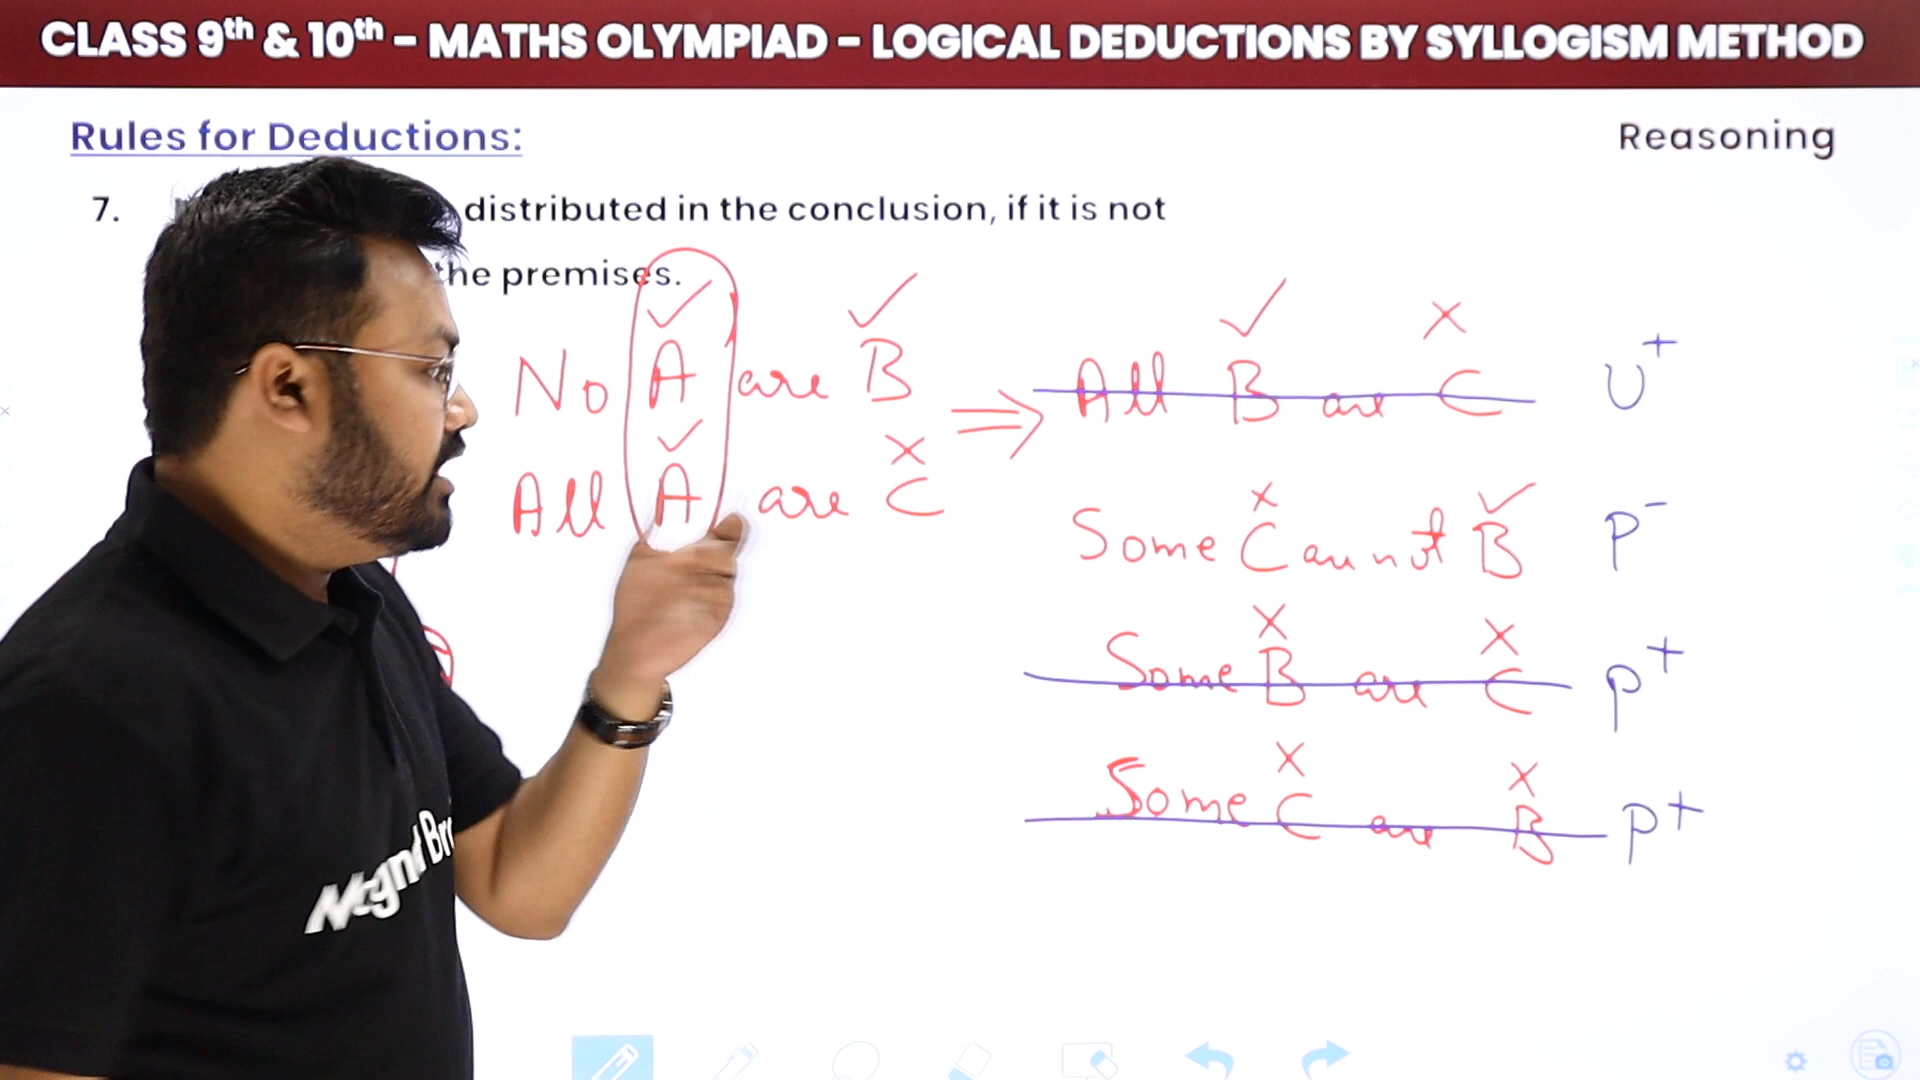 CLASS 9th & 10th – MATHS OLYMPIAD – LOGICAL DEDUCTIONS BY SYLLOGISM METHOD
Rules for Deductions:
Reasoning
7. distributed in the conclusion, if it is not
the premises.
No A are B ⇒ All B are C U+
All A are C
Some C are not B P-
Some B are C P+
Some C are B P+